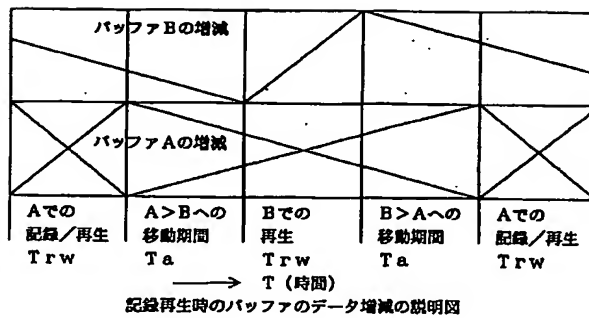 バッファBの増減
バッファAの増減
Aでの 記録/再生 Trw
A>Bへの 移動期間 Ta
Bでの 再生 Trw
B>Aへの 移動期間 Ta
Aでの 記録/再生 Trw
T(時間)
記録再生時のバッファのデータ増減の説明図